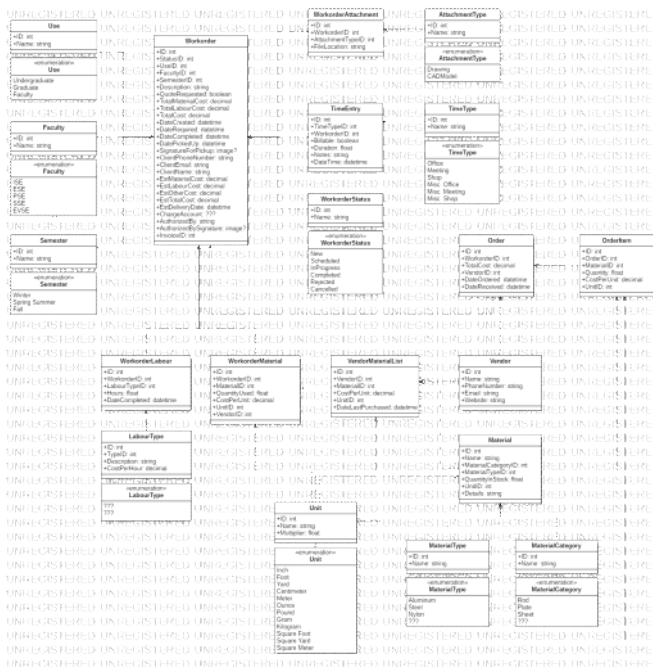 Use
+ID: int
+Name: string
«enumeration»
Use
Undergraduate
Graduate
Faculty
Faculty
+ID: int
+Name: string
«enumeration»
Faculty
ISE
ESE
PSE
SSE
EVSE
Semester
+ID: int
+Name: string
«enumeration»
Semester
Winter
Spring Summer
Fall
Workorder
+ID: int
+StatusID: int
+UseID: int
+FacultyID: int
+SemesterID: int
+Description: string
+QuoteRequested: boolean
+TotalMaterialCost: decimal
+TotalLabourCost: decimal
+TotalCost: decimal
+DateCreated: datetime
+DateRequired: datetime
+DateCompleted: datetime
+DatePickedUp: datetime
+SignatureForPickup: image?
+ClientPhoneNumber: string
+ClientEmail: string
+ClientName: string
+EstMaterialCost: decimal
+EstLabourCost: decimal
+EstOtherCost: decimal
+EstTotalCost: decimal
+EstDeliveryDate: datetime
+ChargeAccount: ???
+AuthorizedBy: string
+AuthorizedBySignature: image?
+InvoiceID: int
WorkorderAttachment
+ID: int
+WorkorderID: int
+AttachmentTypeID: int
+FileLocation: string
AttachmentType
+ID: int
+Name: string
«enumeration»
AttachmentType
Drawing
CADModel
TimeEntry
+ID: int
+TimeTypeID: int
+WorkorderID: int
+Billable: boolean
+Duration: float
+Notes: string
+DateTime: datetime
TimeType
+ID: int
+Name: string
«enumeration»
TimeType
Office
Meeting
Shop
Misc. Office
Misc. Meeting
Misc. Shop
WorkorderStatus
+ID: int
+Name: string
«enumeration»
WorkorderStatus
New
Scheduled
InProgress
Completed
Rejected
Cancelled
Order
+ID: int
+WorkorderID: int
+TotalCost: decimal
+VendorID: int
+DateOrdered: datetime
+DateReceived: datetime
OrderItem
+ID: int
+OrderID: int
+MaterialID: int
+Quantity: float
+CostPerUnit: decimal
+UnitID: int
WorkorderLabour
+ID: int
+WorkorderID: int
+LabourTypeID: int
+Hours: float
+DateCompleted: datetime
WorkorderMaterial
+ID: int
+WorkorderID: int
+MaterialID: int
+QuantityUsed: float
+CostPerUnit: decimal
+UnitID: int
+VendorID: int
VendorMaterialList
+ID: int
+VendorID: int
+MaterialID: int
+CostPerUnit: decimal
+UnitID: int
+DateLastPurchased: datetime
Vendor
+ID: int
+Name: string
+PhoneNumber: string
+Email: string
+Website: string
LabourType
+ID: int
+TypeID: int
+Description: string
+CostPerHour: decimal
«enumeration»
LabourType
???
???
Material
+ID: int
+Name: string
+MaterialCategoryID: int
+MaterialTypeID: int
+QuantityInStock: float
+UnitID: int
+Details: string
Unit
+ID: int
+Name: string
+Multiplier: float
«enumeration»
Unit
Inch
Foot
Yard
Centimeter
Meter
Ounce
Pound
Gram
Kilogram
Square Foot
Square Yard
Square Meter
MaterialType
+ID: int
+Name: string
«enumeration»
MaterialType
Aluminum
Steel
Nylon
???
MaterialCategory
+ID: int
+Name: string
«enumeration»
MaterialCategory
Rod
Plate
Sheet
???